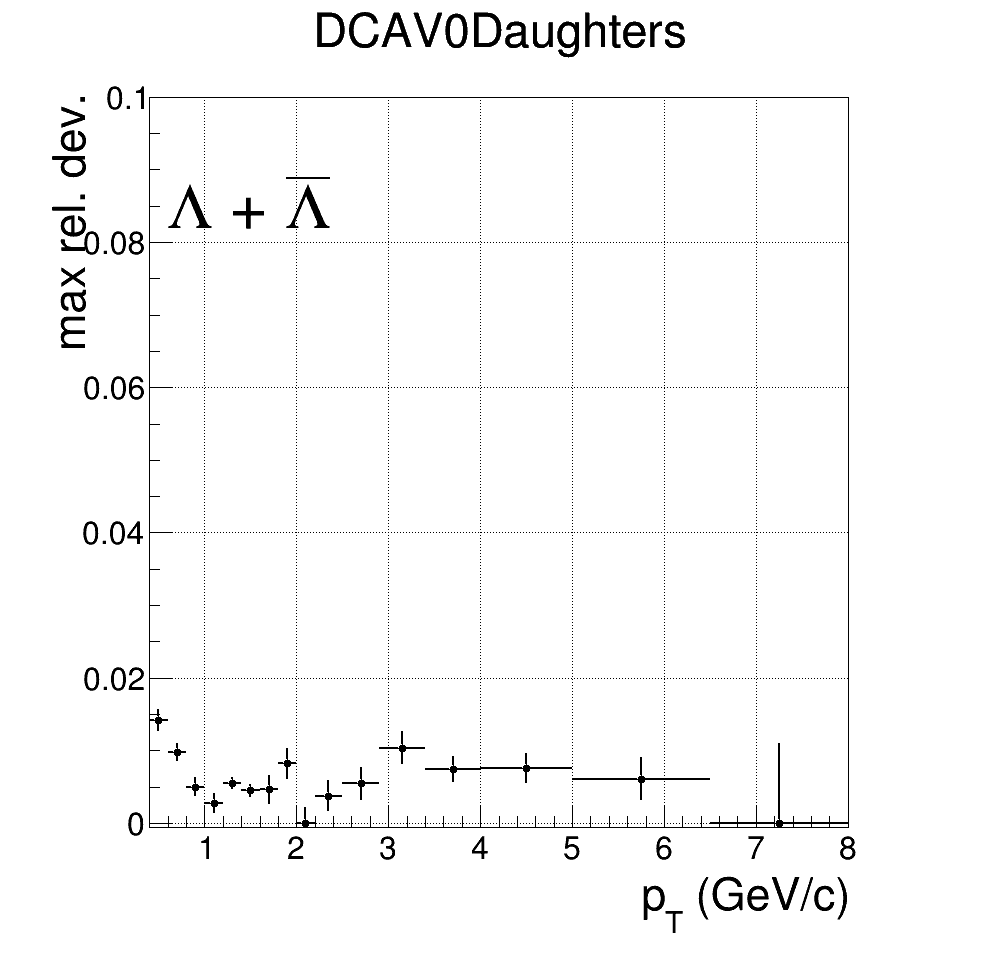 DCAV0Daughters
max rel. dev.
0.1
0.08
0.06
0.04
0.02
0
Λ + Λ̅
1 2 3 4 5 6 7 8
p_T (GeV/c)